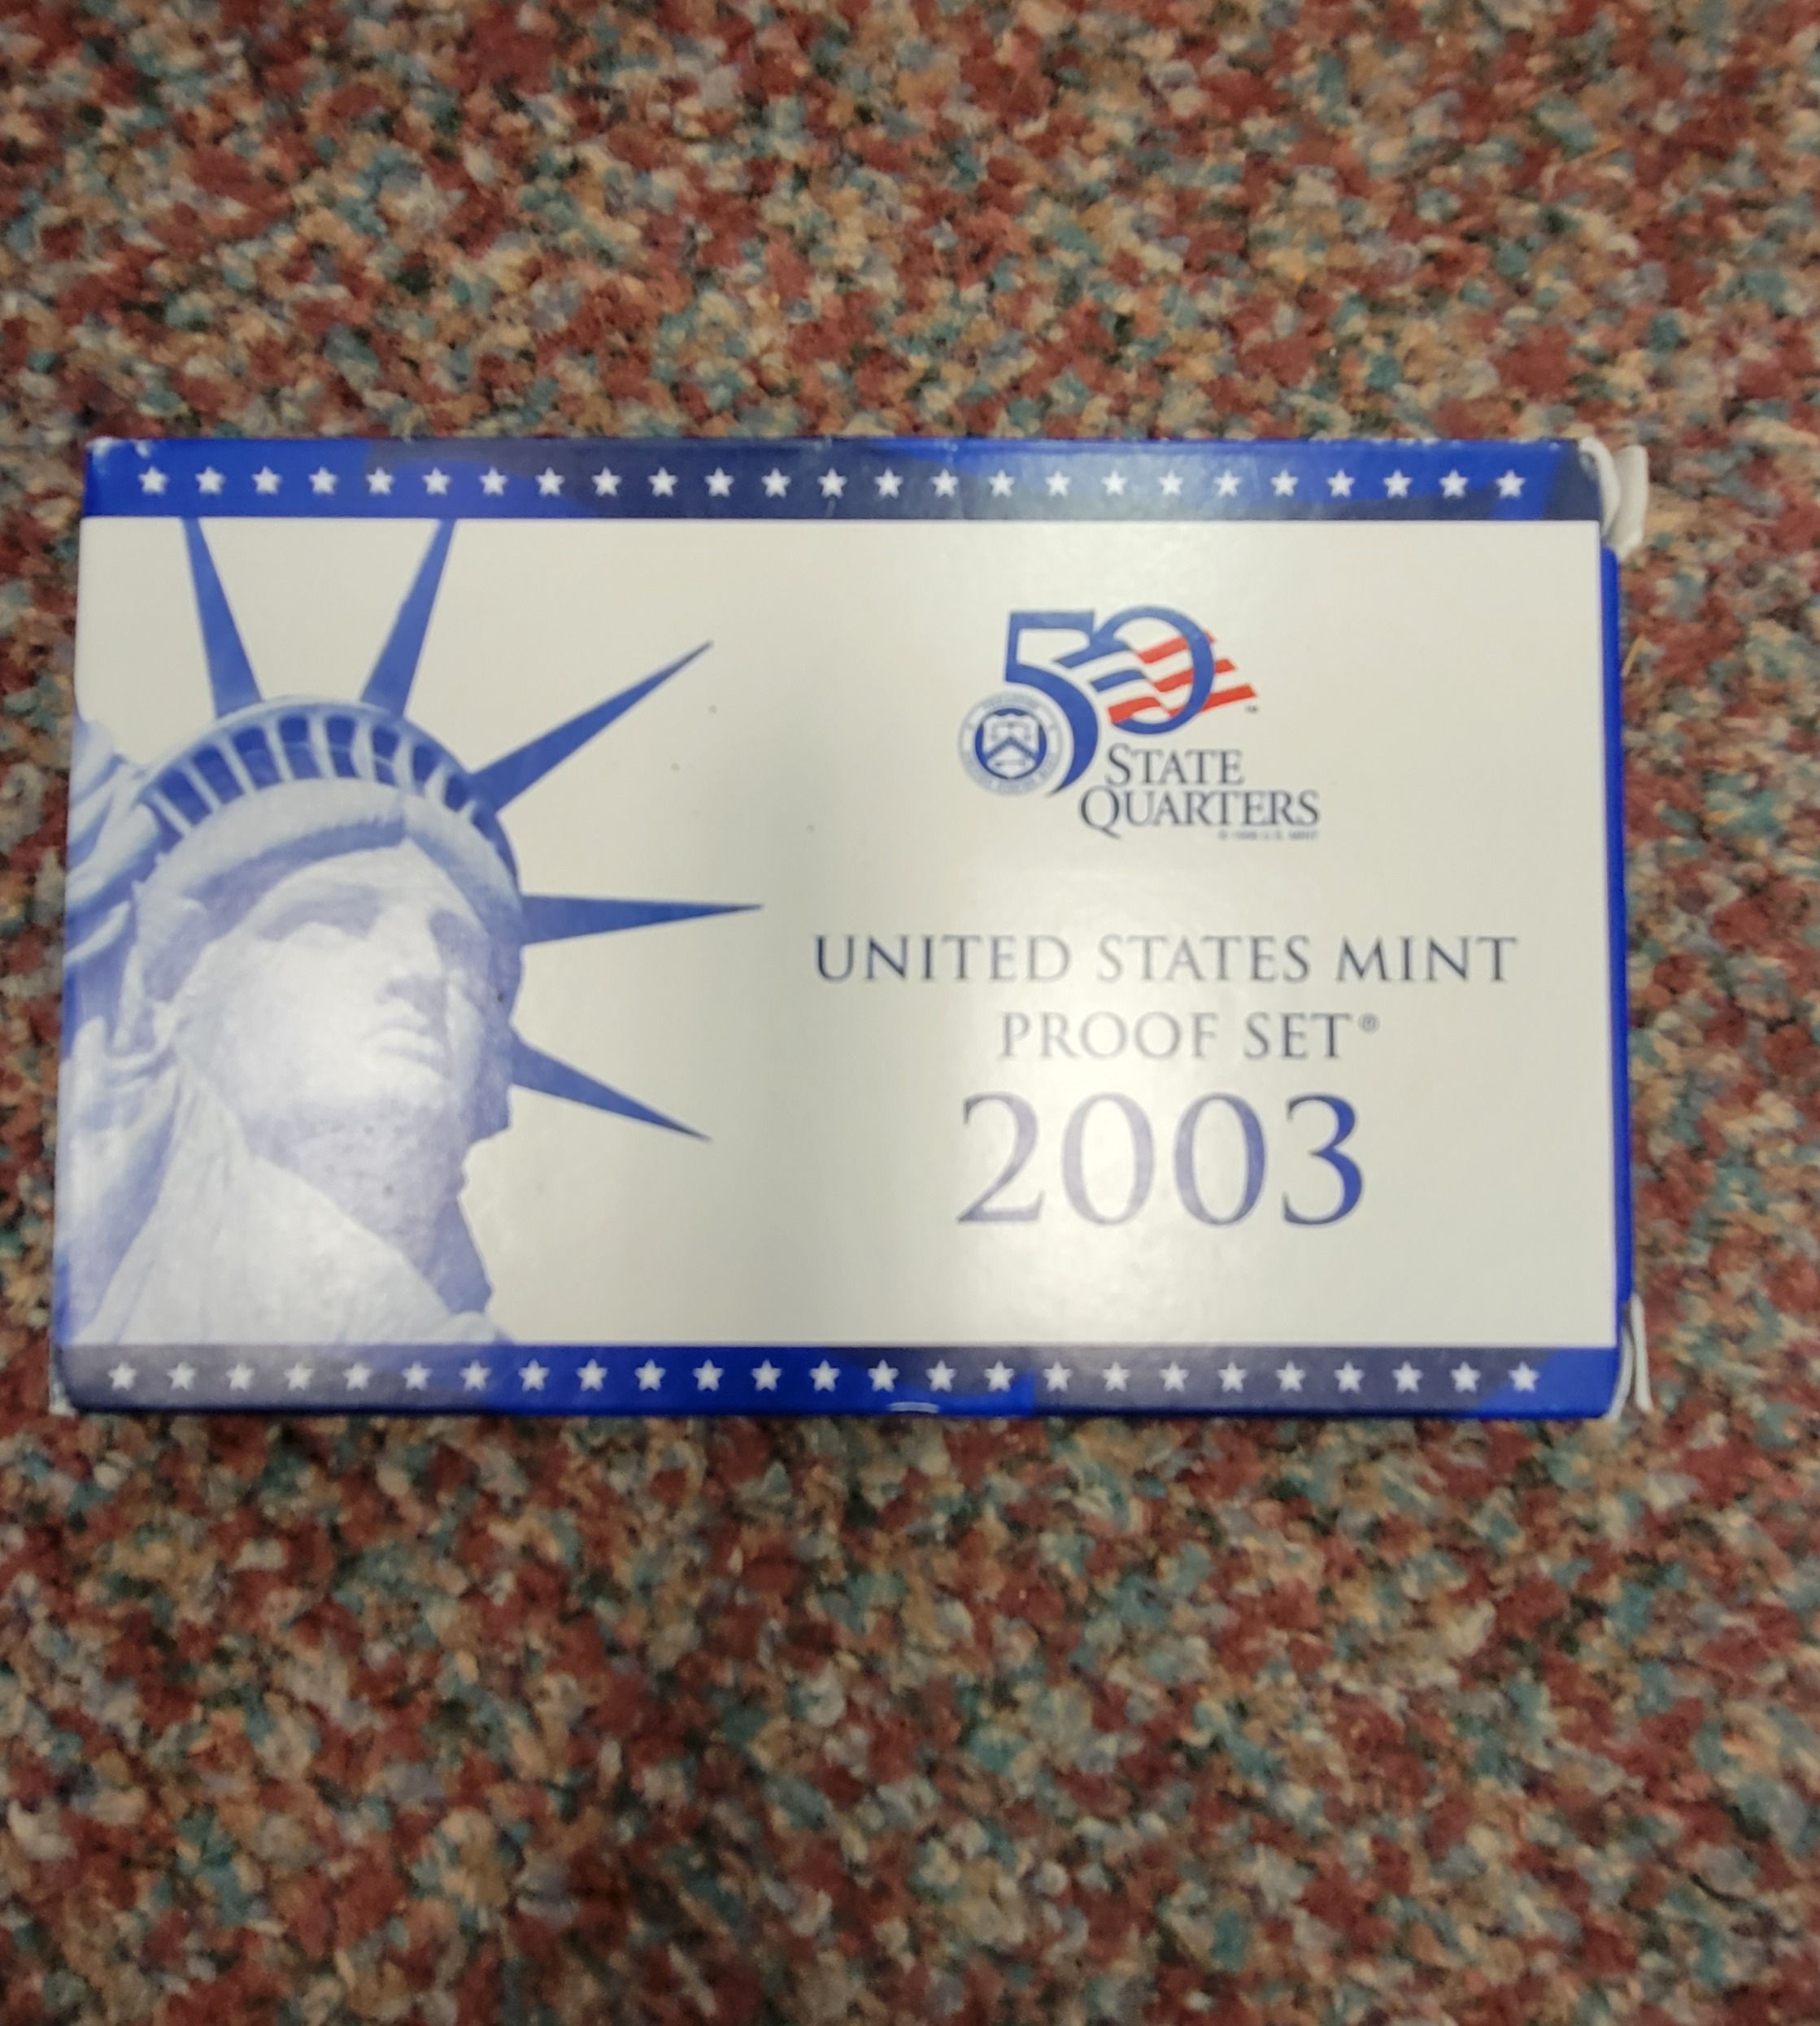 50
STATE
QUARTERS
UNITED STATES MINT
PROOF SET®
2003